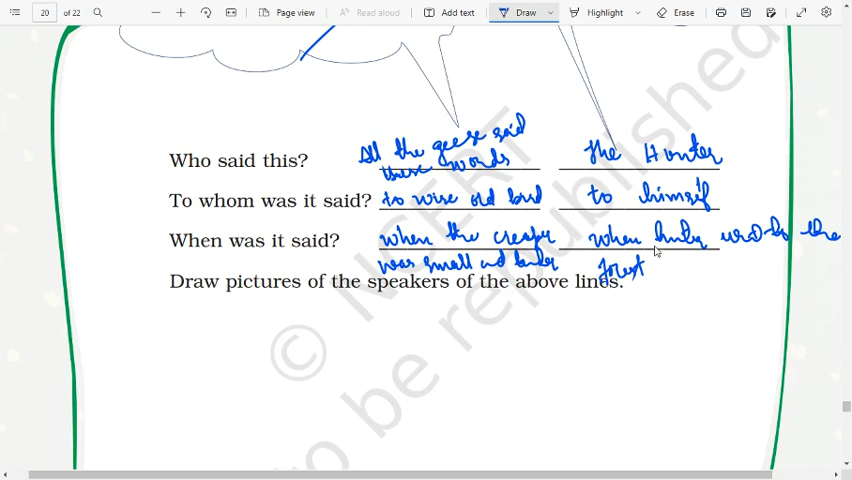 20 of 22 Page view Read aloud Add text Draw Highlight Erase
All the geese said
these words The Hunter
Who said this?
To whom was it said? to wise old bird to himself
When was it said? when the creeper when hunter went to the
was small and tender forest
Draw pictures of the speakers of the above lines.
© NCERT
to be republished